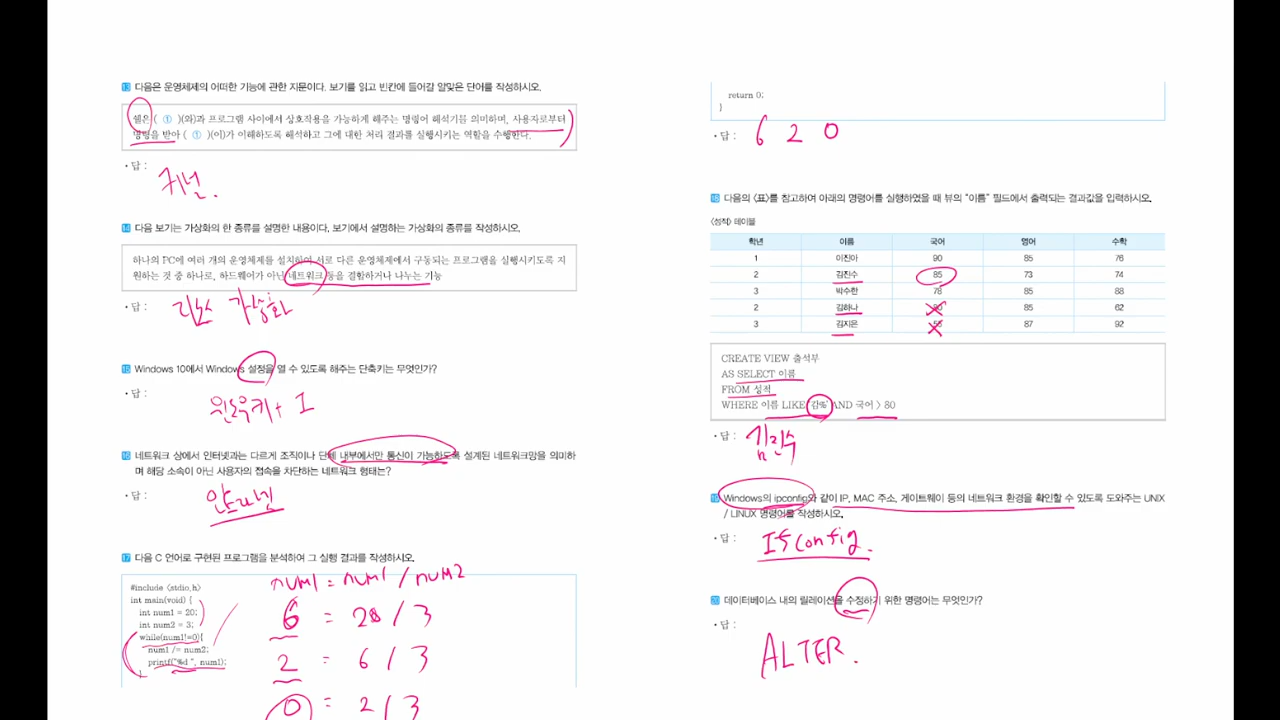 13 다음은 운영체제의 어떠한 기능에 관한 지문이다. 보기를 읽고 빈칸에 들어갈 알맞은 단어를 작성하시오.
쉘은 ( ① )(와)과 프로그램 사이에서 상호작용을 가능하게 해주는 명령어 해석기를 의미하며, 사용자로부터
명령을 받아 ( ① )(이)가 이해하도록 해석하고 그에 대한 처리 결과를 실행시키는 역할을 수행한다.
• 답 :
커널.
14 다음 보기는 가상화의 한 종류를 설명한 내용이다. 보기에서 설명하는 가상화의 종류를 작성하시오.
하나의 PC에 여러 개의 운영체제를 설치하여 서로 다른 운영체제에서 구동되는 프로그램을 실행시키도록 지
원하는 것 중 하나로, 하드웨어가 아닌 네트워크 등을 결합하거나 나누는 기능
• 답 :
리소스 가상화
15 Windows 10에서 Windows 설정을 열 수 있도록 해주는 단축키는 무엇인가?
• 답 :
윈도우키 + I
16 네트워크 상에서 인터넷과는 다르게 조직이나 단체 내부에서만 통신이 가능하도록 설계된 네트워크망을 의미하
며 해당 소속이 아닌 사용자의 접속을 차단하는 네트워크 형태는?
• 답 :
인트라넷
17 다음 C 언어로 구현된 프로그램을 분석하여 그 실행 결과를 작성하시오.
#include <stdio.h>
int main(void) {
int num1 = 20;
int num2 = 3;
while(num1!=0){
num1 /= num2;
printf("%d ", num1);
}
num1 = num1 / num2
6 = 20 / 3
2 = 6 / 3
0 = 2 / 3
return 0;
}
• 답 :
6 2 0
18 다음의 〈표〉를 참고하여 아래의 명령어를 실행하였을 때 뷰의 "이름" 필드에서 출력되는 결과값을 입력하시오.
〈성적〉 테이블
학년 이름 국어 영어 수학
1 이진아 90 85 76
2 김진수 85 73 74
3 박수한 78 85 88
2 김하나 85 62
3 김지은 87 92
CREATE VIEW 출석부
AS SELECT 이름
FROM 성적
WHERE 이름 LIKE '김%' AND 국어 > 80
• 답 :
김진수
19 Windows의 ipconfig와 같이 IP, MAC 주소, 게이트웨이 등의 네트워크 환경을 확인할 수 있도록 도와주는 UNIX
/ LINUX 명령어를 작성하시오.
• 답 :
Ifconfig.
20 데이터베이스 내의 릴레이션을 수정하기 위한 명령어는 무엇인가?
• 답 :
ALTER.